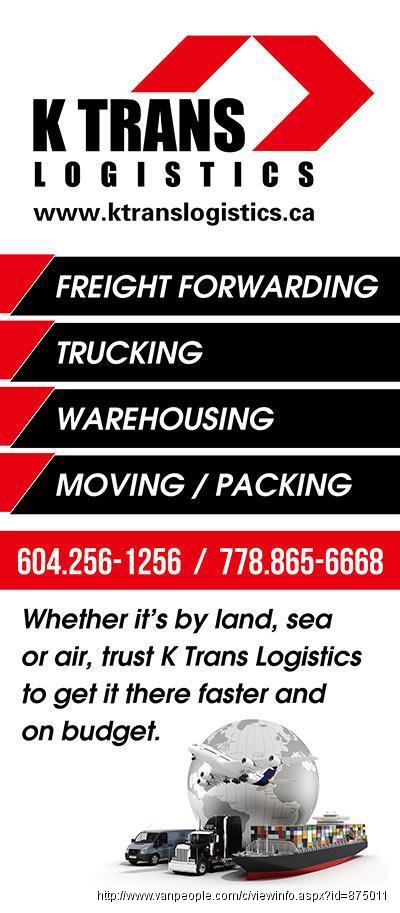 K TRANS
LOGISTICS
www.ktranslogistics.ca
FREIGHT FORWARDING
TRUCKING
WAREHOUSING
MOVING / PACKING
604.256-1256 / 778.865-6668
Whether it's by land, sea
or air, trust K Trans Logistics
to get it there faster and
on budget.
http://www.vanpeople.com/c/viewinfo.aspx?id=875011